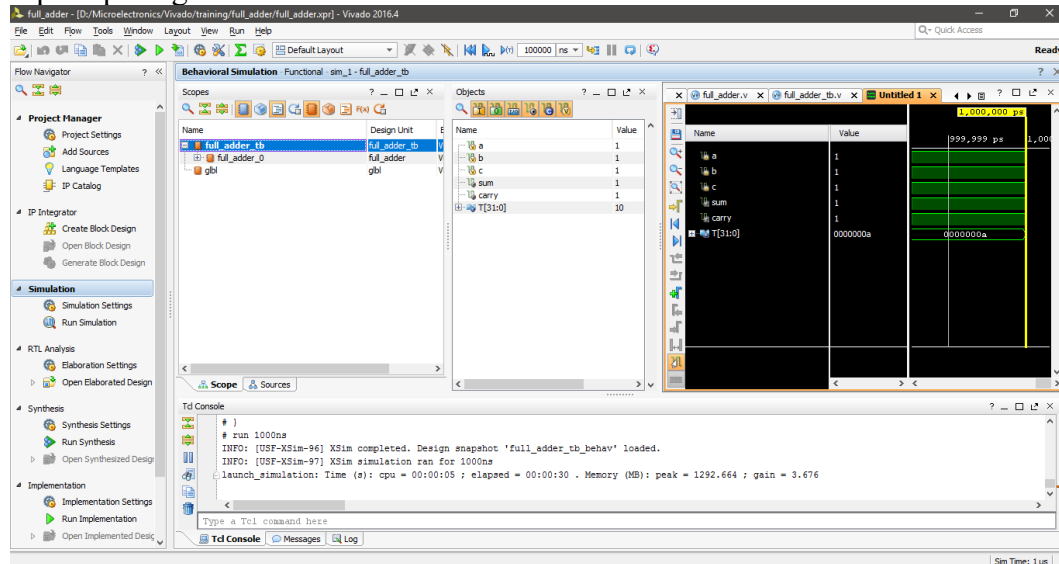 full_adder - [D:/Microelectronics/Vivado/training/full_adder/full_adder.xpr] - Vivado 2016.4
File Edit Flow Tools Window Layout View Run Help
Q- Quick Access
Default Layout
100000 ns
Ready
Flow Navigator ? «
Project Manager
Project Settings
Add Sources
Language Templates
IP Catalog
IP Integrator
Create Block Design
Open Block Design
Generate Block Design
Simulation
Simulation Settings
Run Simulation
RTL Analysis
Elaboration Settings
Open Elaborated Design
Synthesis
Synthesis Settings
Run Synthesis
Open Synthesized Design
Implementation
Implementation Settings
Run Implementation
Open Implemented Desig
Behavioral Simulation - Functional - sim_1 - full_adder_tb
Scopes
Name Design Unit
full_adder_tb full_adder_tb V
full_adder_0 full_adder V
glbl glbl V
Scope Sources
Objects
Name Value
a 1
b 1
c 1
sum 1
carry 1
T[31:0] 10
full_adder.v full_adder_tb.v Untitled 1
1,000,000 ps
Name Value 999,999 ps 1,000
a 1
b 1
c 1
sum 1
carry 1
T[31:0] 0000000a 0000000a
Tcl Console
# }
# run 1000ns
INFO: [USF-XSim-96] XSim completed. Design snapshot 'full_adder_tb_behav' loaded.
INFO: [USF-XSim-97] XSim simulation ran for 1000ns
launch_simulation: Time (s): cpu = 00:00:05 ; elapsed = 00:00:30 . Memory (MB): peak = 1292.664 ; gain = 3.676
Type a Tcl command here
Tcl Console Messages Log
Sim Time: 1 us